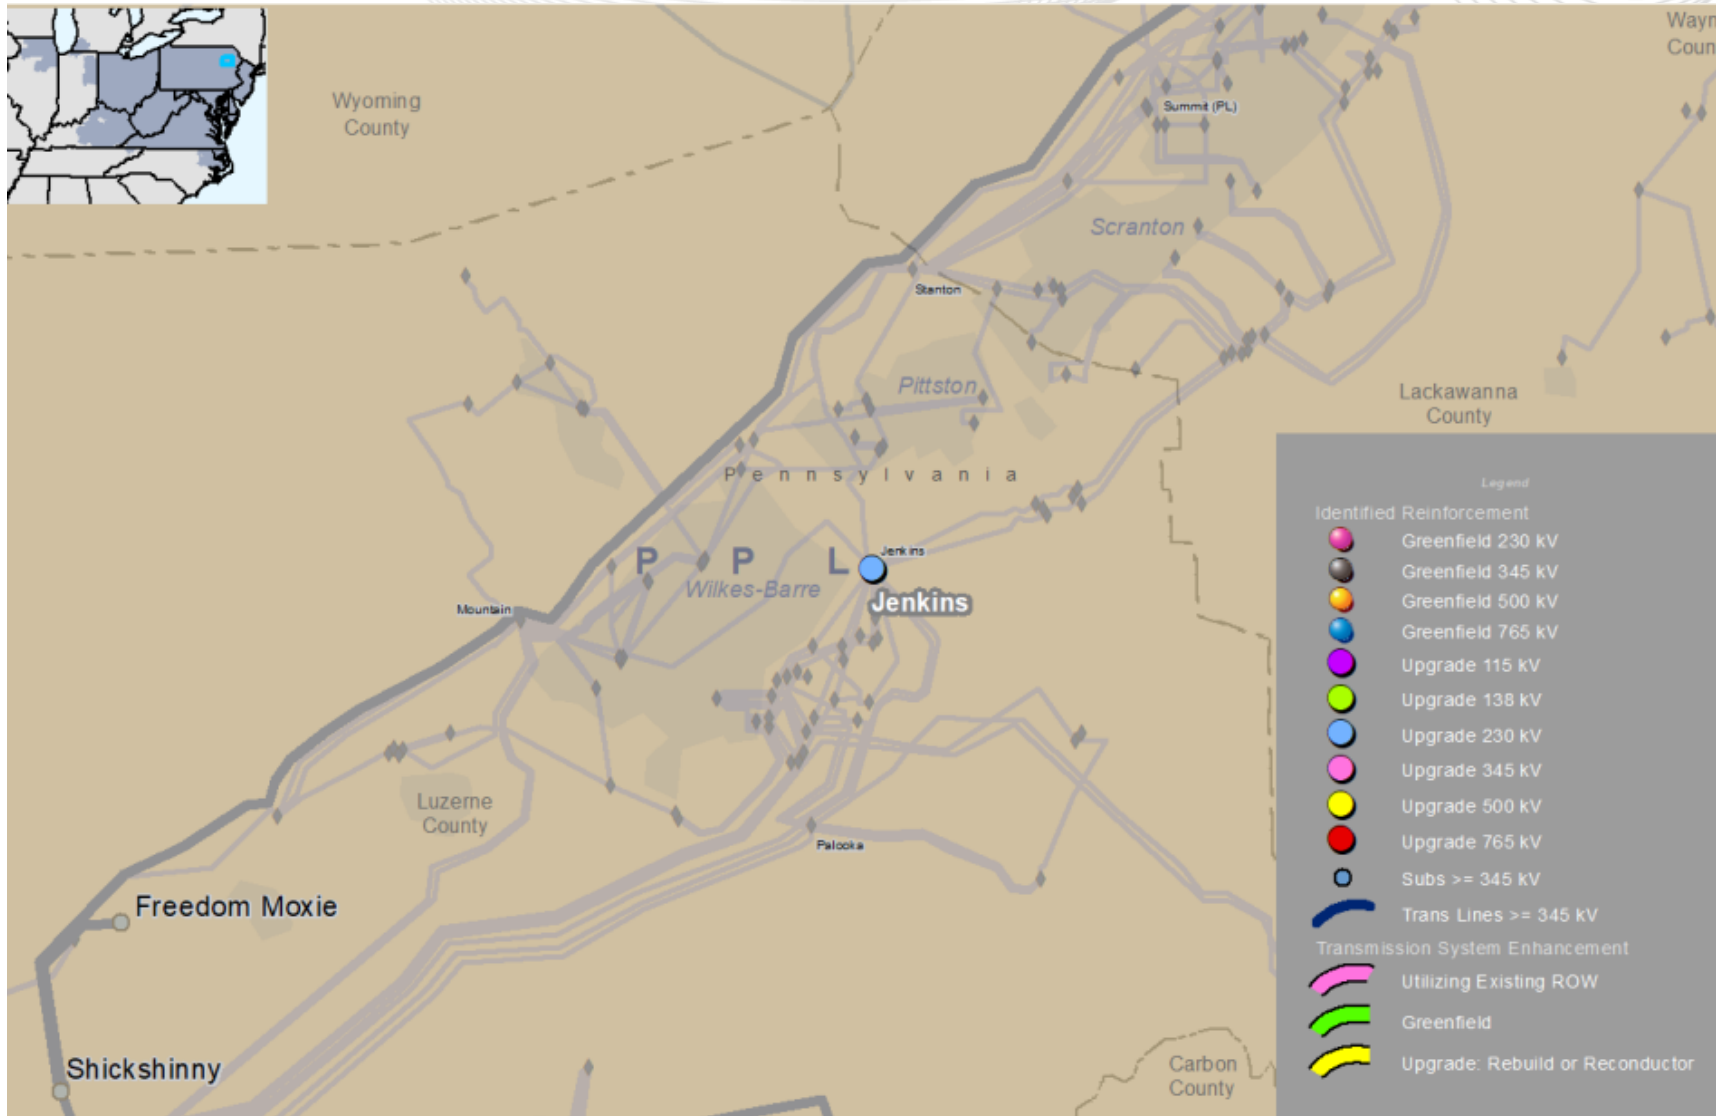 Wyoming
County
Summit (PL)
Scranton
Stanton
Pittston
Lackawanna
County
Pennsylvania
P P L
Jenkins
Wilkes-Barre
Jenkins
Mountain
Luzerne
County
Palooka
Freedom Moxie
Shickshinny
Carbon
County
Legend
Identified Reinforcement
Greenfield 230 kV
Greenfield 345 kV
Greenfield 500 kV
Greenfield 765 kV
Upgrade 115 kV
Upgrade 138 kV
Upgrade 230 kV
Upgrade 345 kV
Upgrade 500 kV
Upgrade 765 kV
Subs >= 345 kV
Trans Lines >= 345 kV
Transmission System Enhancement
Utilizing Existing ROW
Greenfield
Upgrade: Rebuild or Reconductor